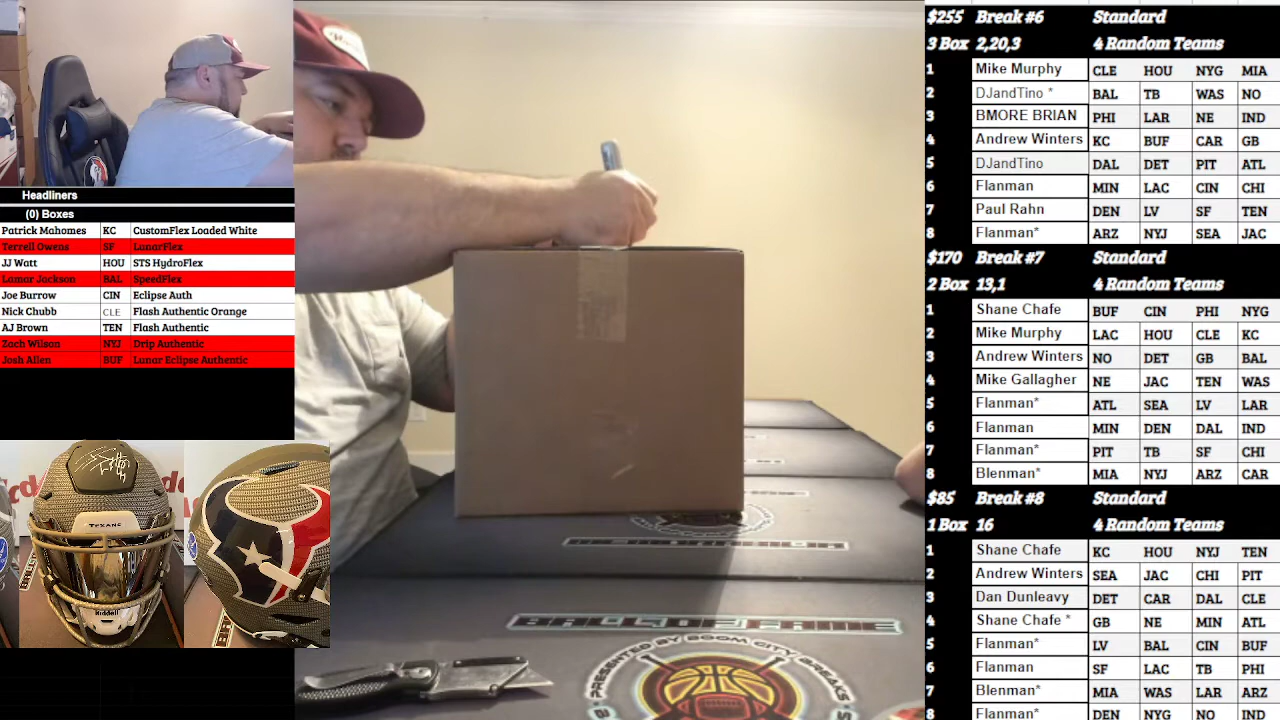 Headliners
(0) Boxes
Patrick Mahomes KC CustomFlex Loaded White
Terrell Owens SF LunarFlex
JJ Watt HOU STS HydroFlex
Lamar Jackson BAL SpeedFlex
Joe Burrow CIN Eclipse Auth
Nick Chubb CLE Flash Authentic Orange
AJ Brown TEN Flash Authentic
Zach Wilson NYJ Drip Authentic
Josh Allen BUF Lunar Eclipse Authentic
TEXANS
Riddell
BALL OF FAME
PRESENTED BY BOOM CITY BREAKS
$255 Break #6 Standard
3 Box 2,20,3 4 Random Teams
1 Mike Murphy CLE HOU NYG MIA
2 DJandTino * BAL TB WAS NO
3 BMORE BRIAN PHI LAR NE IND
4 Andrew Winters KC BUF CAR GB
5 DJandTino DAL DET PIT ATL
6 Flanman MIN LAC CIN CHI
7 Paul Rahn DEN LV SF TEN
8 Flanman* ARZ NYJ SEA JAC
$170 Break #7 Standard
2 Box 13,1 4 Random Teams
1 Shane Chafe BUF CIN PHI NYG
2 Mike Murphy LAC HOU CLE KC
3 Andrew Winters NO DET GB BAL
4 Mike Gallagher NE JAC TEN WAS
5 Flanman* ATL SEA LV LAR
6 Flanman MIN DEN DAL IND
7 Flanman* PIT TB SF CHI
8 Blenman* MIA NYJ ARZ CAR
$85 Break #8 Standard
1 Box 16 4 Random Teams
1 Shane Chafe KC HOU NYJ TEN
2 Andrew Winters SEA JAC CHI PIT
3 Dan Dunleavy DET CAR DAL CLE
4 Shane Chafe * GB NE MIN ATL
5 Flanman* LV BAL CIN BUF
6 Flanman SF LAC TB PHI
7 Blenman* MIA WAS LAR ARZ
8 Flanman* DEN NYG NO IND